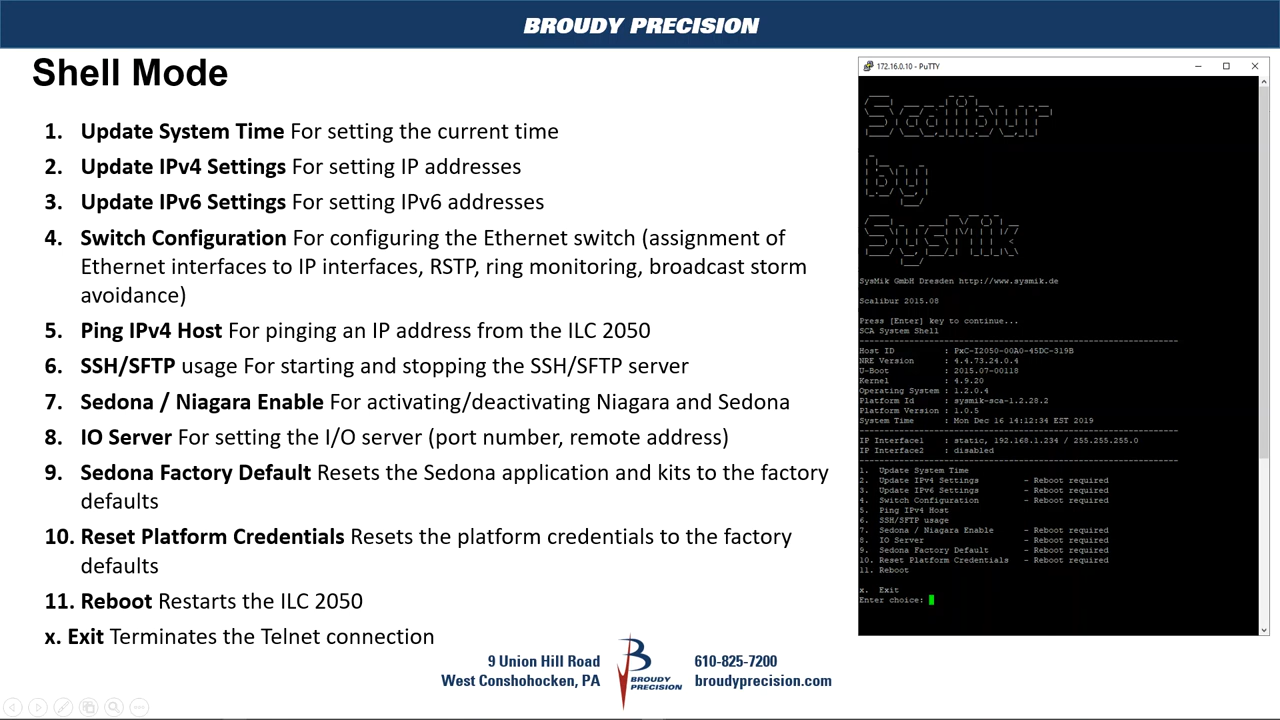 BROUDY PRECISION
Shell Mode
1. Update System Time For setting the current time
2. Update IPv4 Settings For setting IP addresses
3. Update IPv6 Settings For setting IPv6 addresses
4. Switch Configuration For configuring the Ethernet switch (assignment of
Ethernet interfaces to IP interfaces, RSTP, ring monitoring, broadcast storm
avoidance)
5. Ping IPv4 Host For pinging an IP address from the ILC 2050
6. SSH/SFTP usage For starting and stopping the SSH/SFTP server
7. Sedona / Niagara Enable For activating/deactivating Niagara and Sedona
8. IO Server For setting the I/O server (port number, remote address)
9. Sedona Factory Default Resets the Sedona application and kits to the factory
defaults
10. Reset Platform Credentials Resets the platform credentials to the factory
defaults
11. Reboot Restarts the ILC 2050
x. Exit Terminates the Telnet connection
172.16.0.10 - PuTTY
Scalibur
by
SysMik
SysMik GmbH Dresden http://www.sysmik.de
Scalibur 2015.08
Press [Enter] key to continue...
SCA System Shell
Host ID : PxC-I2050-00A0-45DC-319B
NRE Version : 4.4.73.24.0.4
U-Boot : 2015.07-00118
Kernel : 4.9.20
Operating System : 1.2.0.4
Platform Id : sysmik-sca-1.2.28.2
Platform Version : 1.0.5
System Time : Mon Dec 16 14:12:34 EST 2019
IP Interface1 : static, 192.168.1.234 / 255.255.255.0
IP Interface2 : disabled
1. Update System Time
2. Update IPv4 Settings - Reboot required
3. Update IPv6 Settings - Reboot required
4. Switch Configuration - Reboot required
5. Ping IPv4 Host
6. SSH/SFTP usage
7. Sedona / Niagara Enable - Reboot required
8. IO Server - Reboot required
9. Sedona Factory Default - Reboot required
10. Reset Platform Credentials - Reboot required
11. Reboot
x. Exit
Enter choice:
9 Union Hill Road
West Conshohocken, PA
BROUDY
PRECISION
610-825-7200
broudyprecision.com